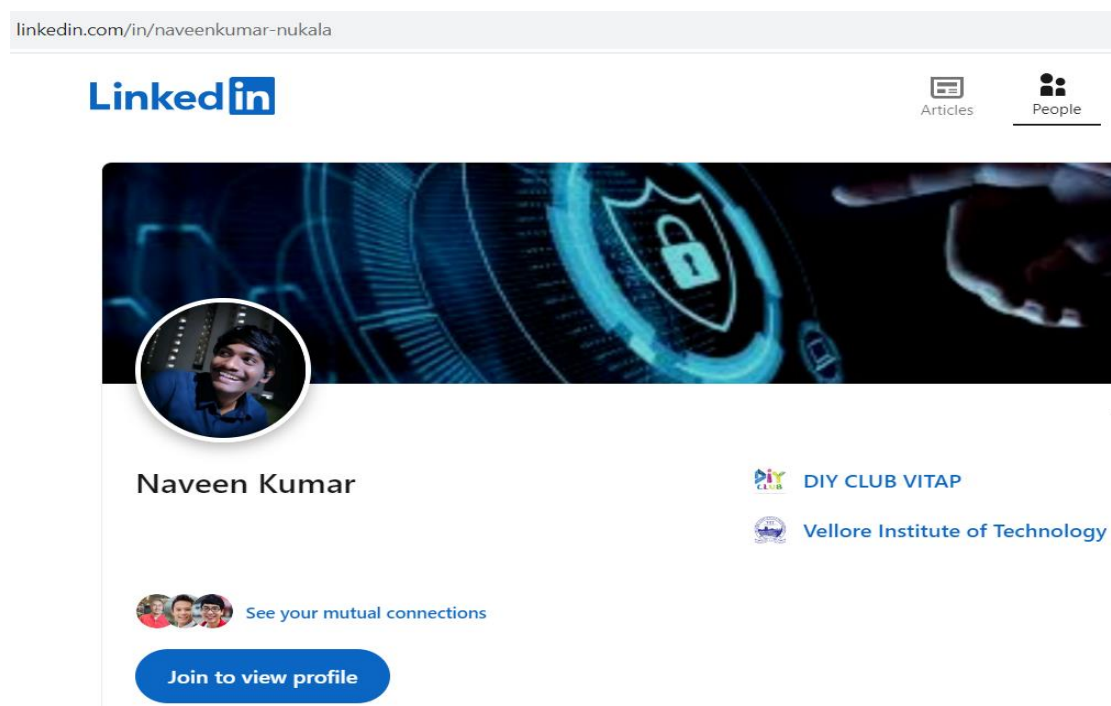 linkedin.com/in/naveenkumar-nukala
Linkedin
Articles
People
Naveen Kumar
DIY CLUB VITAP
Vellore Institute of Technology
See your mutual connections
Join to view profile